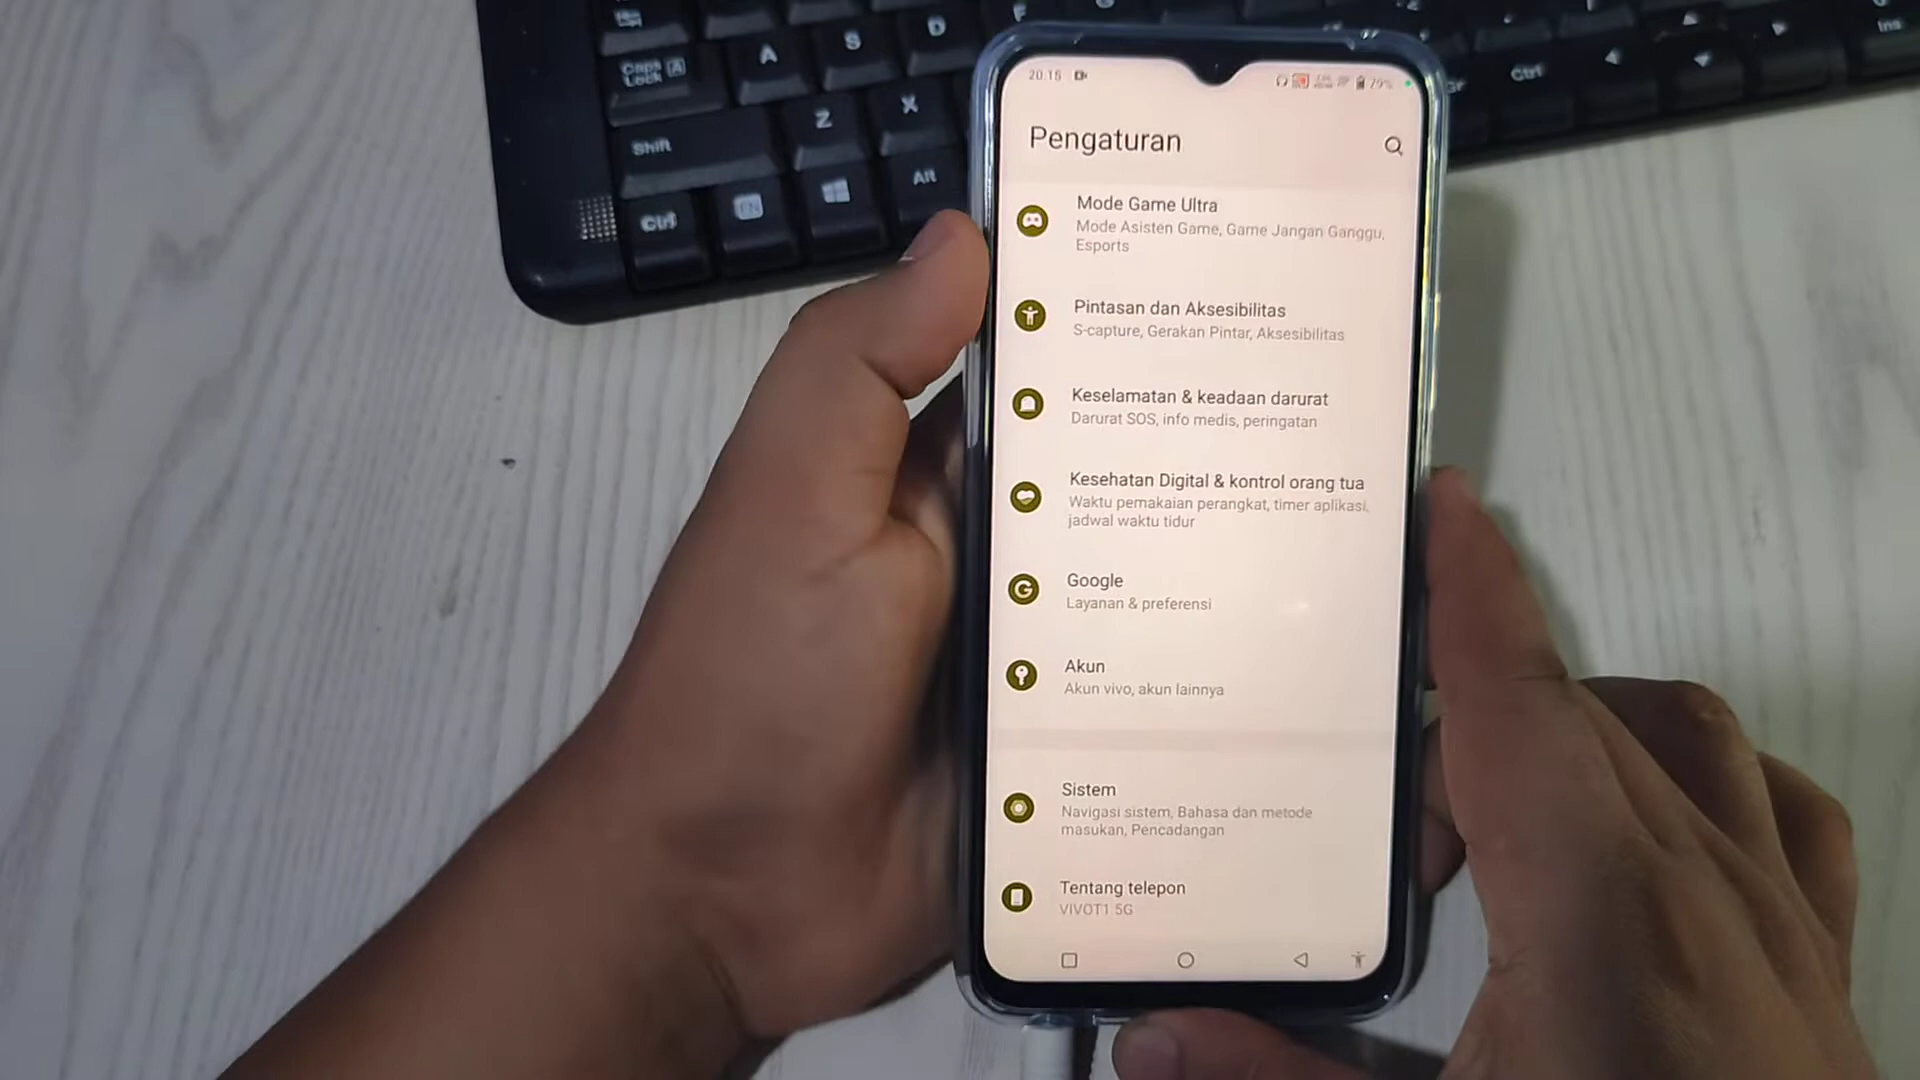 F
A
S
D
Caps
Lock A
Z
X
Shift
Alt
Ctrl
EN
Ctrl
Ins
20.15
79%
Pengaturan
Mode Game Ultra
Mode Asisten Game, Game Jangan Ganggu,
Esports
Pintasan dan Aksesibilitas
S-capture, Gerakan Pintar, Aksesibilitas
Keselamatan & keadaan darurat
Darurat SOS, info medis, peringatan
Kesehatan Digital & kontrol orang tua
Waktu pemakaian perangkat, timer aplikasi,
jadwal waktu tidur
Google
Layanan & preferensi
Akun
Akun vivo, akun lainnya
Sistem
Navigasi sistem, Bahasa dan metode
masukan, Pencadangan
Tentang telepon
VIVOT1 5G